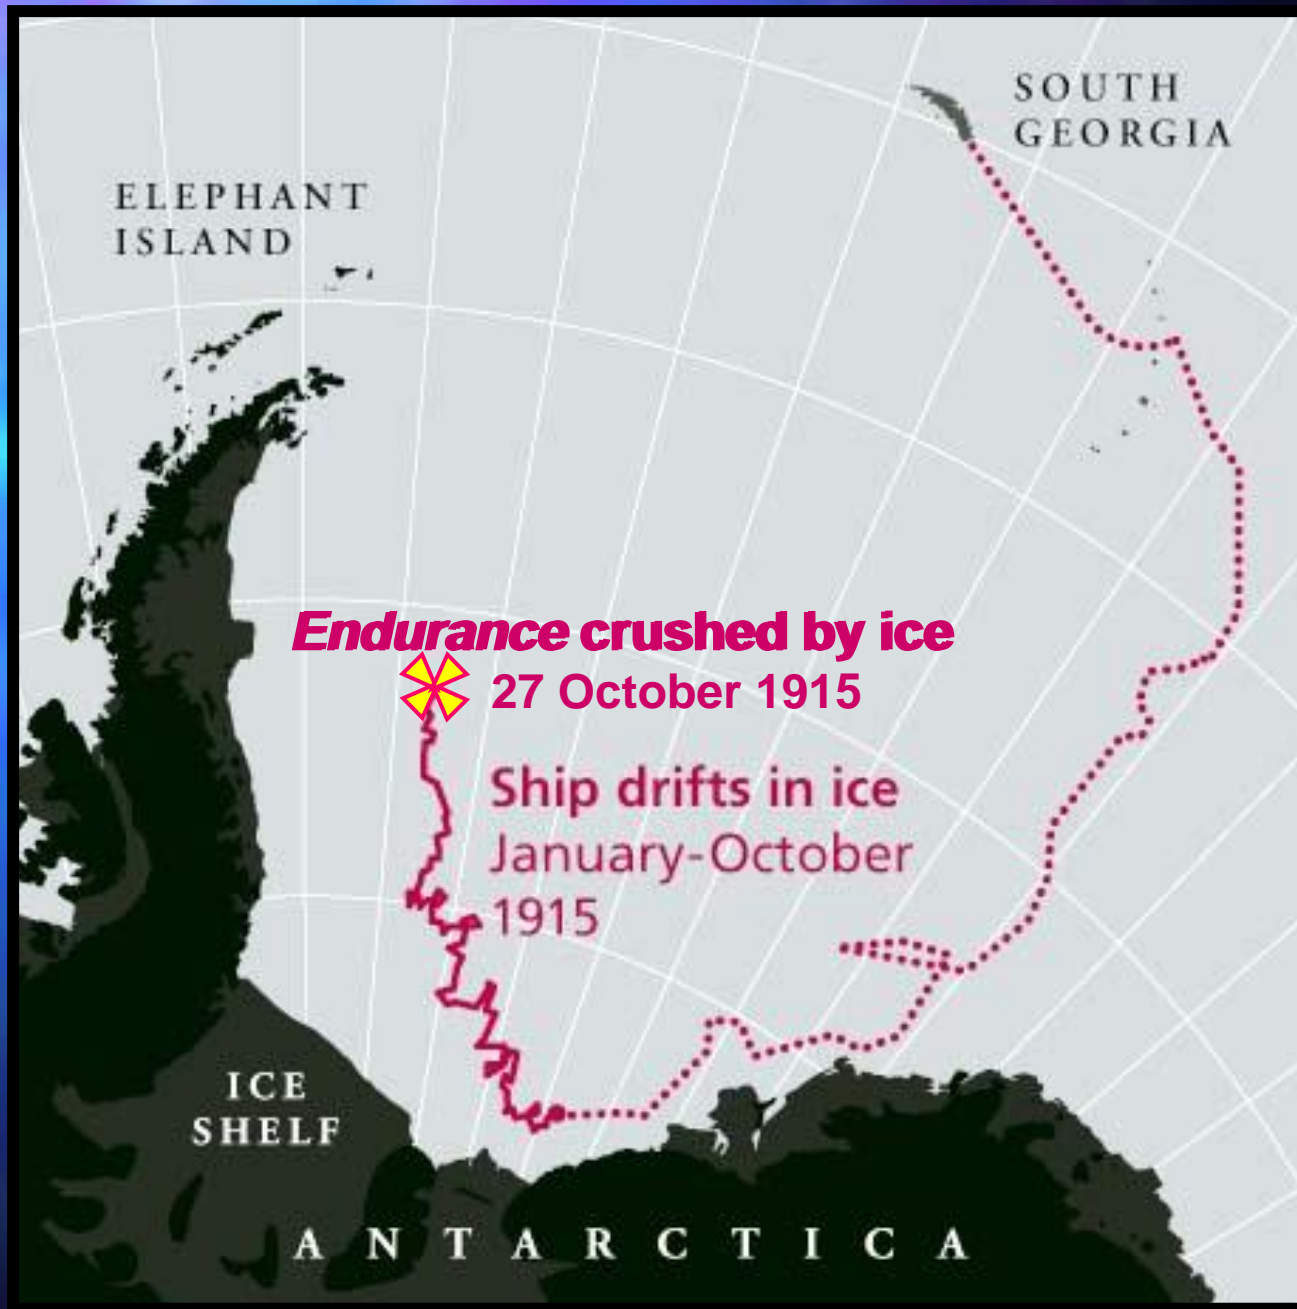 SOUTH
GEORGIA
ELEPHANT
ISLAND
Endurance crushed by ice
27 October 1915
Ship drifts in ice
January-October
1915
ICE
SHELF
ANTARCTICA